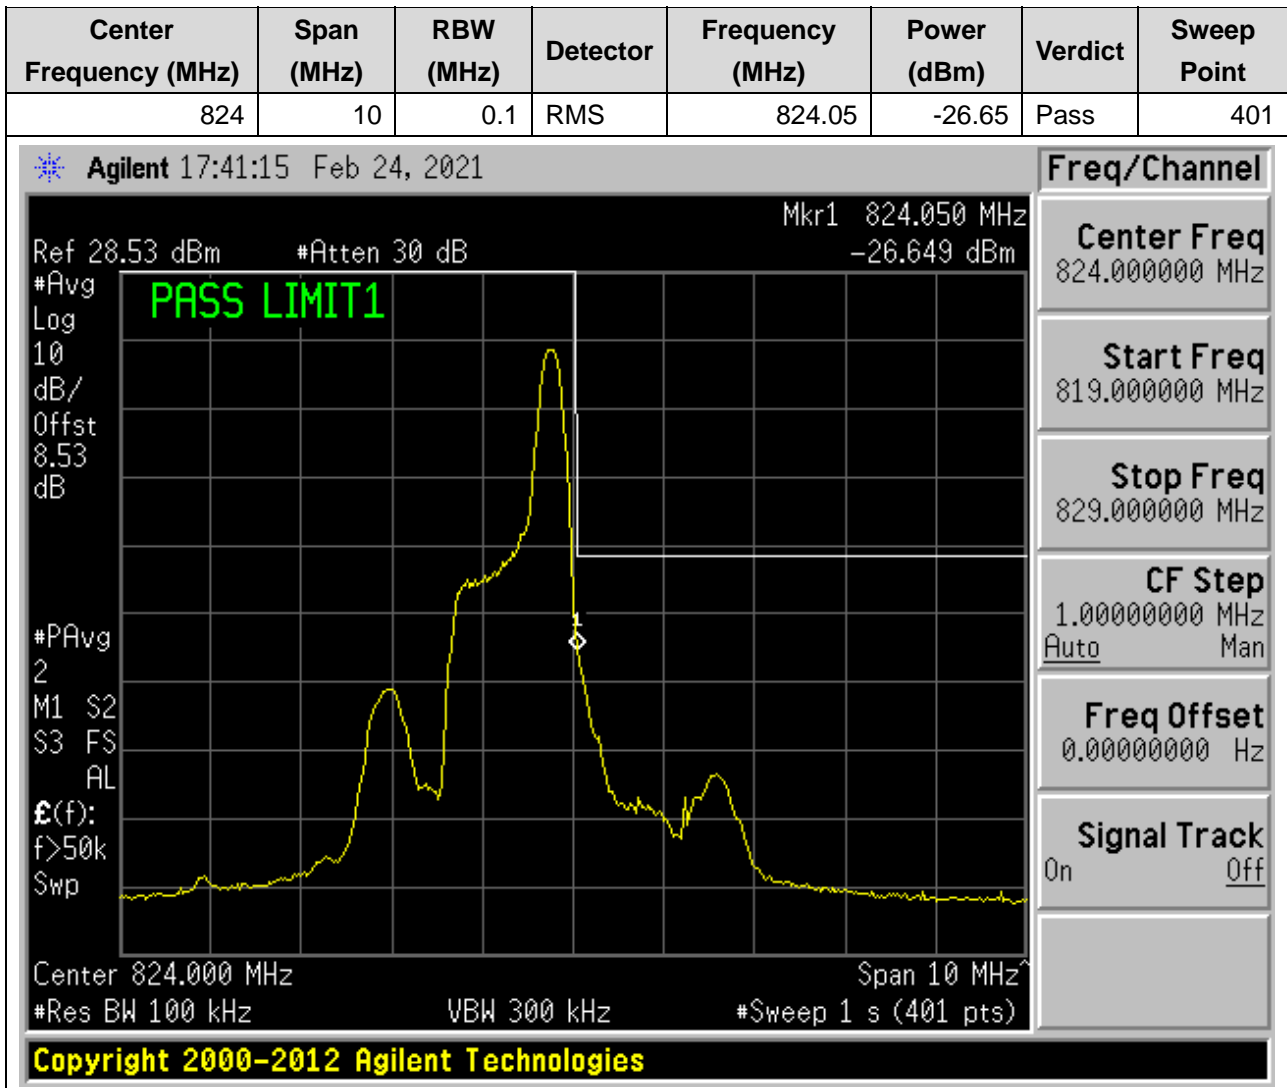 Center Frequency (MHz) Span (MHz) RBW (MHz) Detector Frequency (MHz) Power (dBm) Verdict Sweep Point
824 10 0.1 RMS 824.05 -26.65 Pass 401
Agilent 17:41:15 Feb 24, 2021
Freq/Channel
Mkr1 824.050 MHz
Ref 28.53 dBm #Atten 30 dB -26.649 dBm
#Avg
Log
10
dB/
Offst
8.53
dB
PASS LIMIT1
1
#PAvg
2
M1 S2
S3 FS
AL
£(f):
f>50k
Swp
Center 824.000 MHz Span 10 MHz^
#Res BW 100 kHz VBW 300 kHz #Sweep 1 s (401 pts)
Center Freq
824.000000 MHz
Start Freq
819.000000 MHz
Stop Freq
829.000000 MHz
CF Step
1.00000000 MHz
Auto Man
Freq Offset
0.00000000 Hz
Signal Track
On Off
Copyright 2000-2012 Agilent Technologies